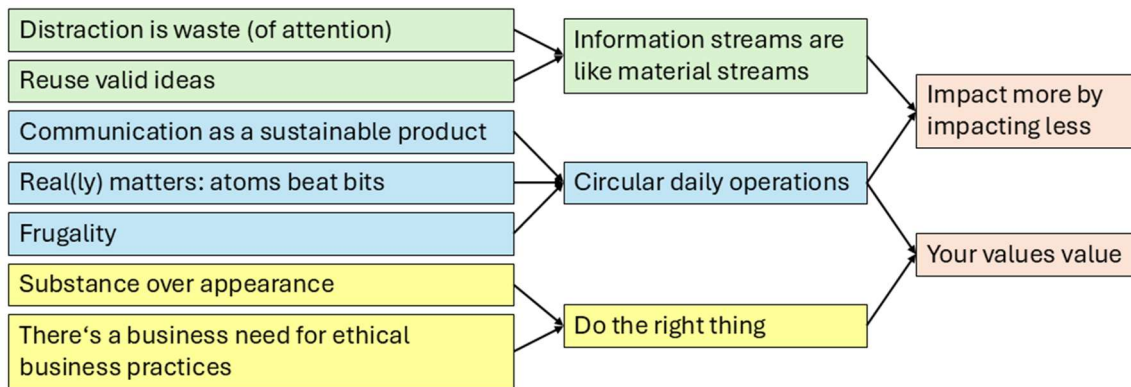 Distraction is waste (of attention)
Reuse valid ideas
Communication as a sustainable product
Real(ly) matters: atoms beat bits
Frugality
Substance over appearance
There‘s a business need for ethical
business practices
Information streams are
like material streams
Circular daily operations
Do the right thing
Impact more by
impacting less
Your values value